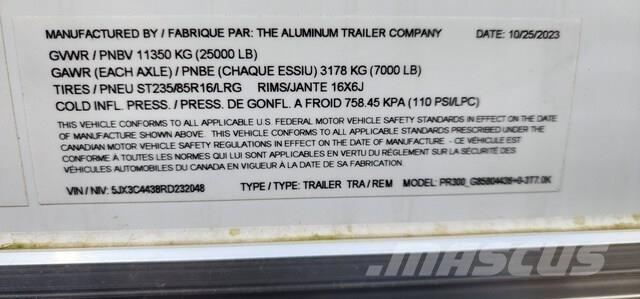 MANUFACTURED BY / FABRIQUE PAR: THE ALUMINUM TRAILER COMPANY DATE: 10/25/2023
GVWR / PNBV 11350 KG (25000 LB)
GAWR (EACH AXLE) / PNBE (CHAQUE ESSIU) 3178 KG (7000 LB)
TIRES / PNEU ST235/85R16/LRG RIMS/JANTE 16X6J
COLD INFL. PRESS. / PRESS. DE GONFL. A FROID 758.45 KPA (110 PSI/LPC)
THIS VEHICLE CONFORMS TO ALL APPLICABLE U.S. FEDERAL MOTOR VEHICLE SAFETY STANDARDS IN EFFECT ON THE DATE
OF MANUFACTURE SHOWN ABOVE. THIS VEHICLE CONFORMS TO ALL APPLICABLE STANDARDS PRESCRIBED UNDER THE
CANADIAN MOTOR VEHICLE SAFETY REGULATIONS IN EFFECT ON THE DATE OF MANUFACTURE - CE VÉHICULE EST
CONFORME A TOUTES LES NORMES QUI LUI SONT APPLICABLES EN VERTU DU RÈGLEMENT SUR LA SÉCURITÉ DES
VÉHICULES AUTOMOBILES DU CANADA EN VIGUEUR À LA DATE DE SA FABRICATION
VIN / NIV: 5JX3C4438RD232048 TYPE / TYPE: TRAILER TRA / REM MODEL: PR300_G85804428+0-3T7.0K
MASCUS